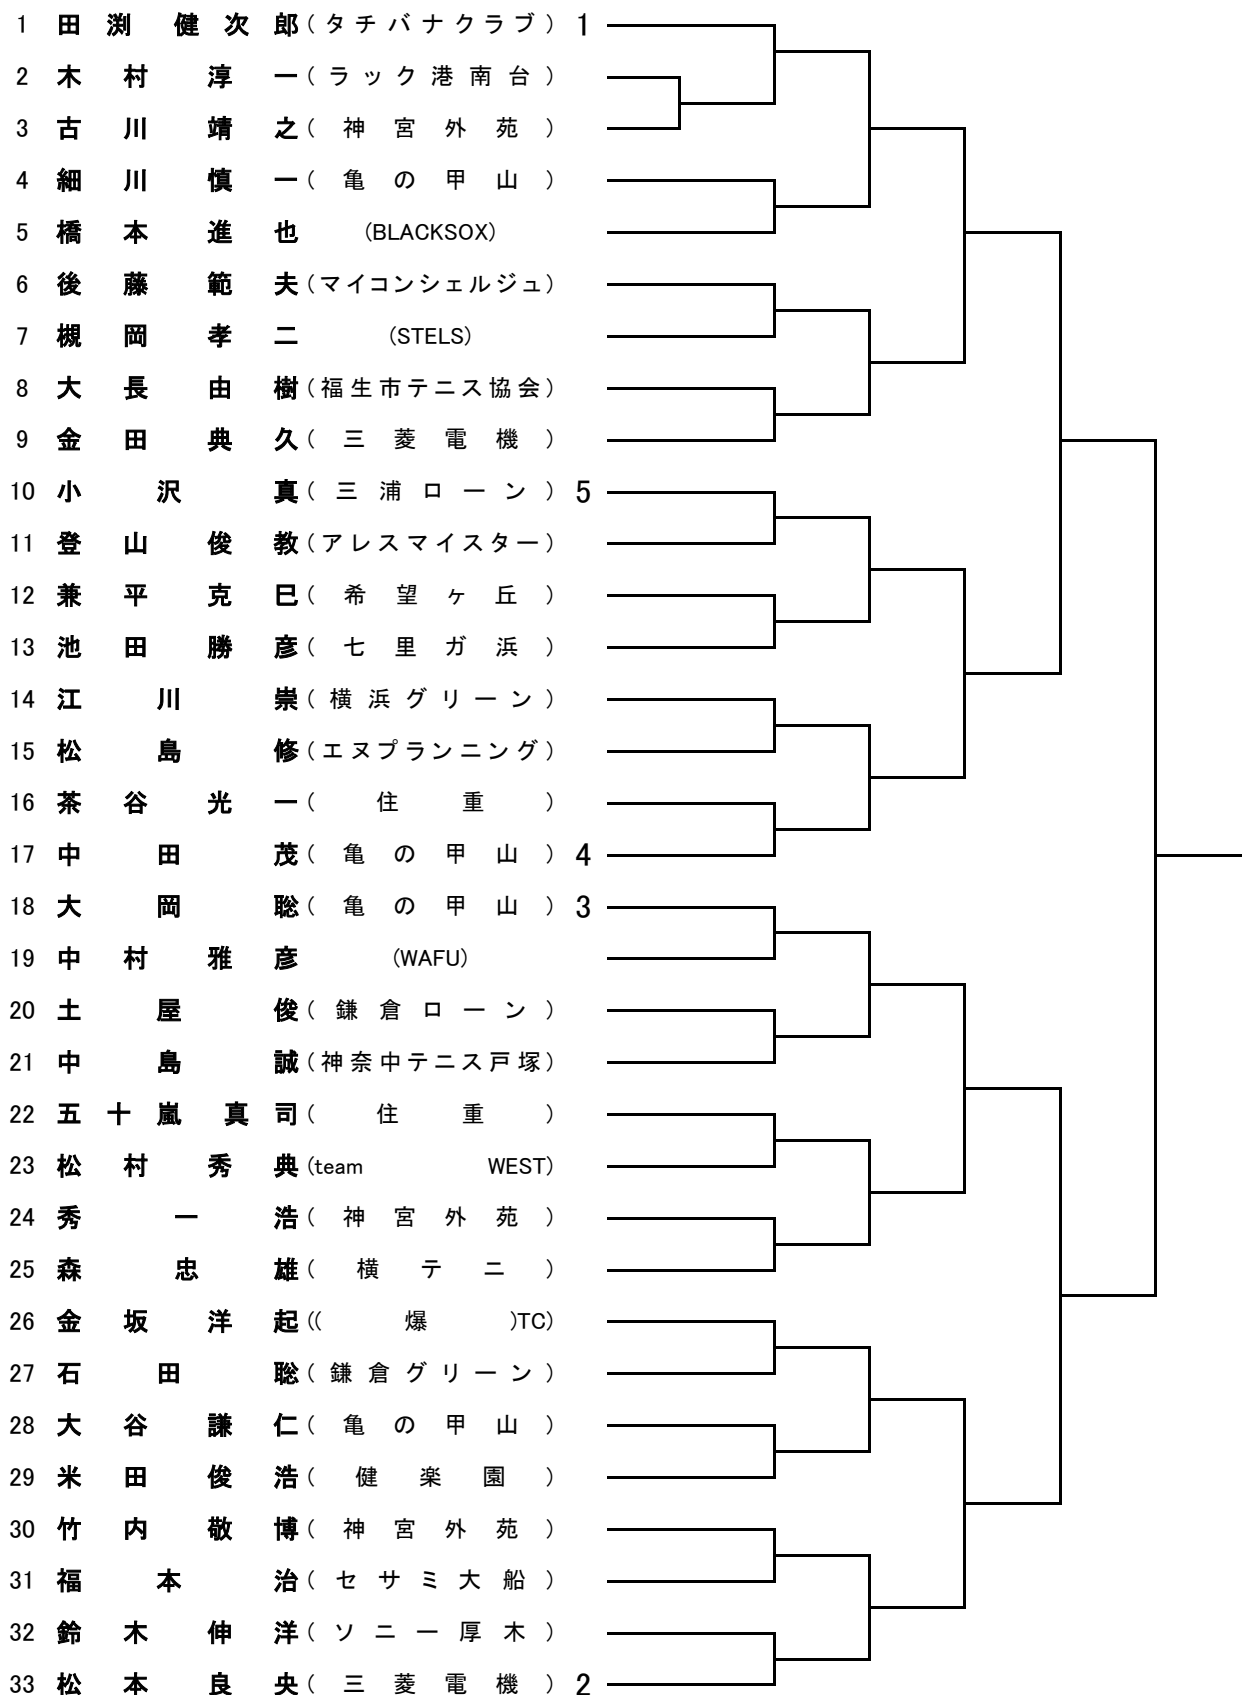 1 田渕健次郎(タチバナクラブ) 1
2 木村淳一(ラック港南台)
3 古川靖之(神宮外苑)
4 細川慎一(亀の甲山)
5 橋本進也 (BLACKSOX)
6 後藤範夫(マイコンシェルジュ)
7 槻岡孝二 (STELS)
8 大長由樹(福生市テニス協会)
9 金田典久(三菱電機)
10 小沢真(三浦ローン) 5
11 登山俊教(アレスマイスター)
12 兼平克巳(希望ヶ丘)
13 池田勝彦(七里ガ浜)
14 江川崇(横浜グリーン)
15 松島修(エヌプランニング)
16 茶谷光一(住重)
17 中田茂(亀の甲山) 4
18 大岡聡(亀の甲山) 3
19 中村雅彦 (WAFU)
20 土屋俊(鎌倉ローン)
21 中島誠(神奈中テニス戸塚)
22 五十嵐真司(住重)
23 松村秀典(team WEST)
24 秀一浩(神宮外苑)
25 森忠雄(横テニ)
26 金坂洋起((爆)TC)
27 石田聡(鎌倉グリーン)
28 大谷謙仁(亀の甲山)
29 米田俊浩(健楽園)
30 竹内敬博(神宮外苑)
31 福本治(セサミ大船)
32 鈴木伸洋(ソニー厚木)
33 松本良央(三菱電機) 2